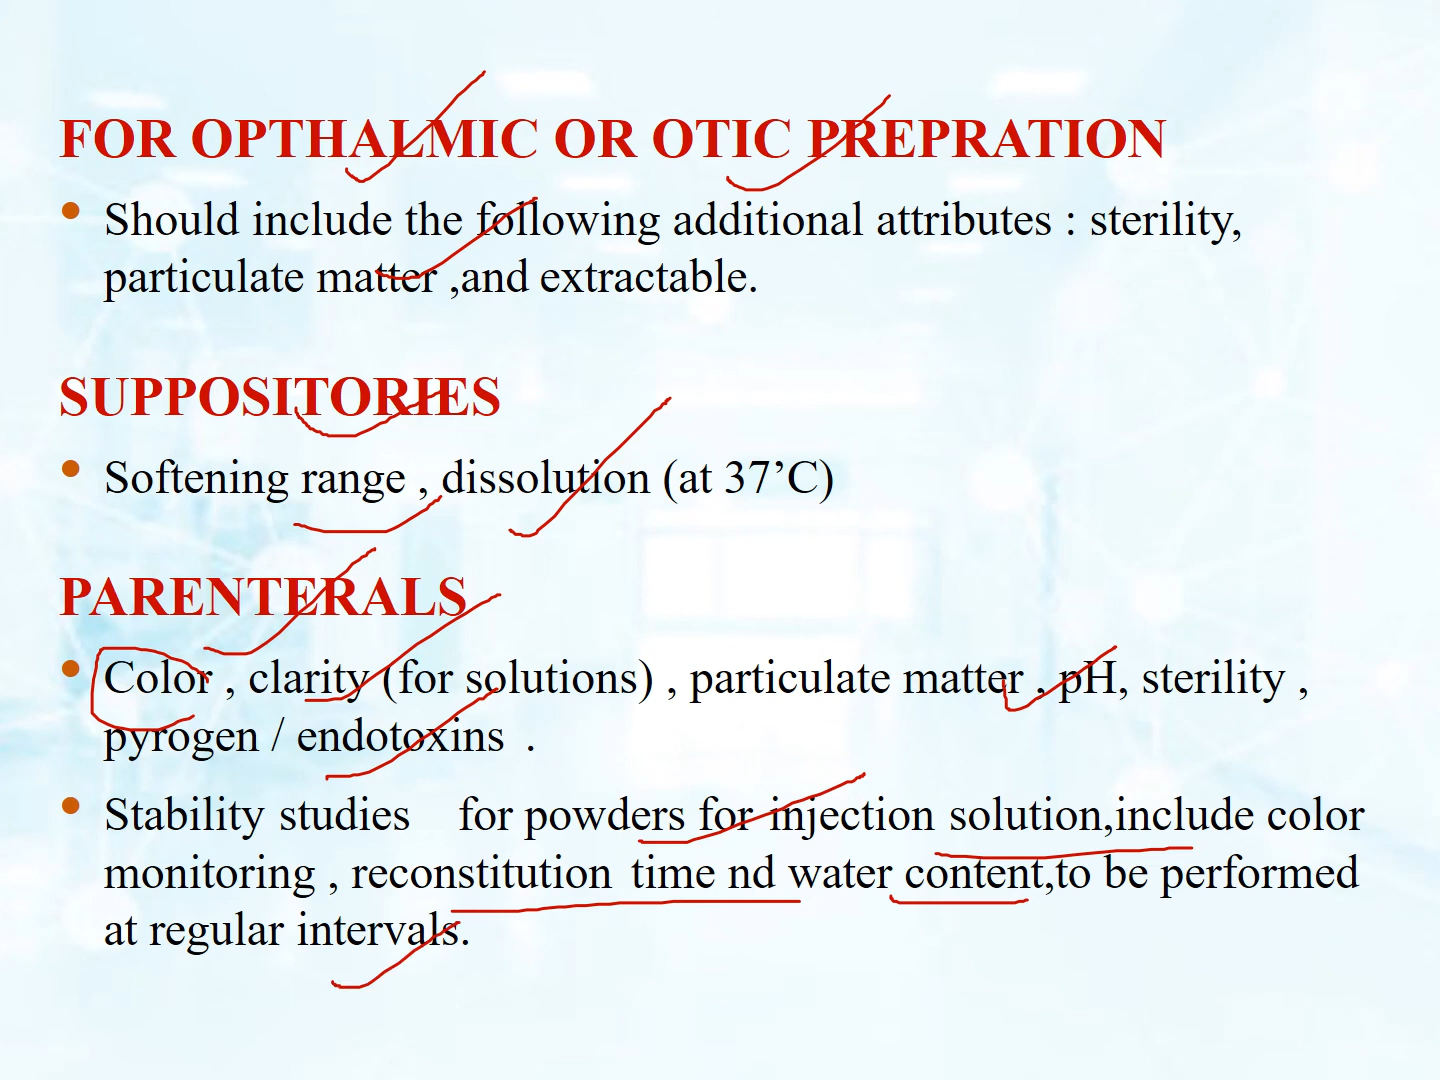 FOR OPTHALMIC OR OTIC PREPRATION
• Should include the following additional attributes : sterility,
particulate matter ,and extractable.
SUPPOSITORIES
• Softening range , dissolution (at 37’C)
PARENTERALS
• Color , clarity (for solutions) , particulate matter , pH, sterility ,
pyrogen / endotoxins .
• Stability studies for powders for injection solution,include color
monitoring , reconstitution time nd water content,to be performed
at regular intervals.